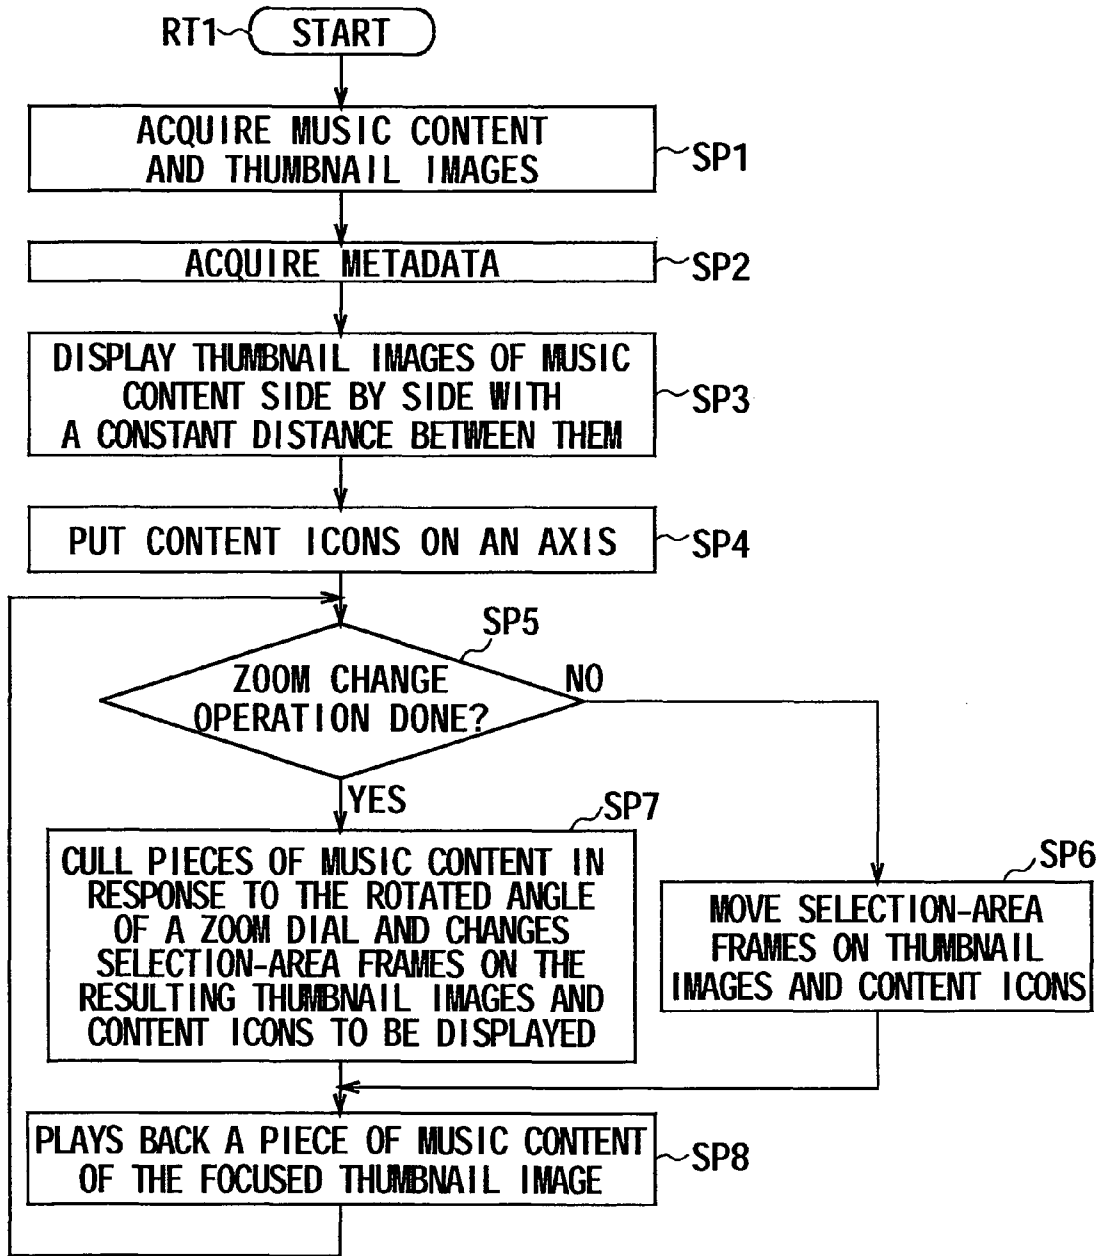 RT1
START
ACQUIRE MUSIC CONTENT
AND THUMBNAIL IMAGES
SP1
ACQUIRE METADATA
SP2
DISPLAY THUMBNAIL IMAGES OF MUSIC
CONTENT SIDE BY SIDE WITH
A CONSTANT DISTANCE BETWEEN THEM
SP3
PUT CONTENT ICONS ON AN AXIS
SP4
SP5
ZOOM CHANGE
OPERATION DONE?
NO
YES
SP7
CULL PIECES OF MUSIC CONTENT IN
RESPONSE TO THE ROTATED ANGLE
OF A ZOOM DIAL AND CHANGES
SELECTION-AREA FRAMES ON THE
RESULTING THUMBNAIL IMAGES AND
CONTENT ICONS TO BE DISPLAYED
SP6
MOVE SELECTION-AREA
FRAMES ON THUMBNAIL
IMAGES AND CONTENT ICONS
PLAYS BACK A PIECE OF MUSIC CONTENT
OF THE FOCUSED THUMBNAIL IMAGE
SP8